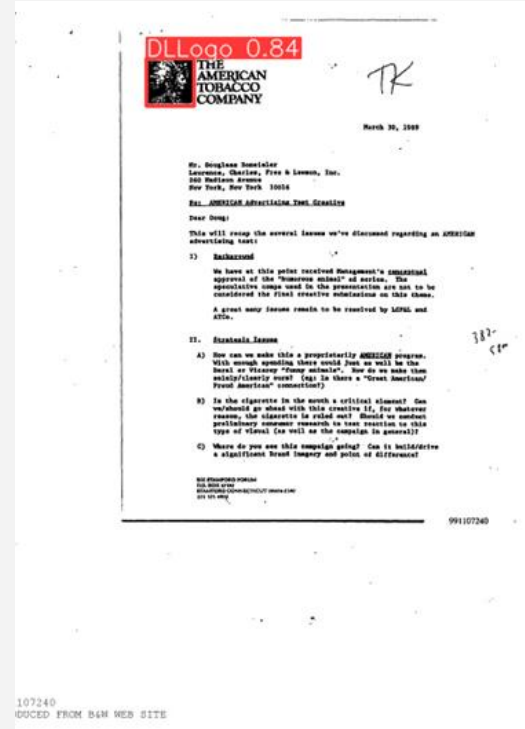 DLLogo 0.84
THE
AMERICAN
TOBACCO
COMPANY
TK
March 30, 1989
Mr. Douglass
Laurence, Charles, Free & Lawson, Inc.
260 Madison Avenue
New York, New York 10016
Re: AMERICAN Advertising Test Creative
Dear Doug:
This will recap the several issues we've discussed regarding an AMERICAN
advertising test:
I) Background
We have at this point received Management's conceptual
approval of the "humorous animal" ad series. The
speculative comps used in the presentation are not to be
considered the final creative submissions on this theme.
A great many issues remain to be resolved by LCF&L and
ATCo.
II. Strategic Issues
A) How can we make this a proprietarily AMERICAN program.
With enough spending there could just as well be the
Doral or Viceroy "funny animals". How do we make them
solely/clearly ours? (eg: Is there a "Great American/
Proud American" connection?)
B) Is the cigarette in the mouth a critical element? Can
we/should go ahead with this creative if, for whatever
reason, the cigarette is ruled out? Should we conduct
preliminary consumer research to test reaction to this
type of visual (as well as the campaign in general)?
C) Where do you see this campaign going? Can it build/drive
a significant Brand imagery and point of difference?
SIX STAMFORD FORUM
P.O. BOX
STAMFORD CONNECTICUT
991107240
107240
DUCED FROM B&W WEB SITE